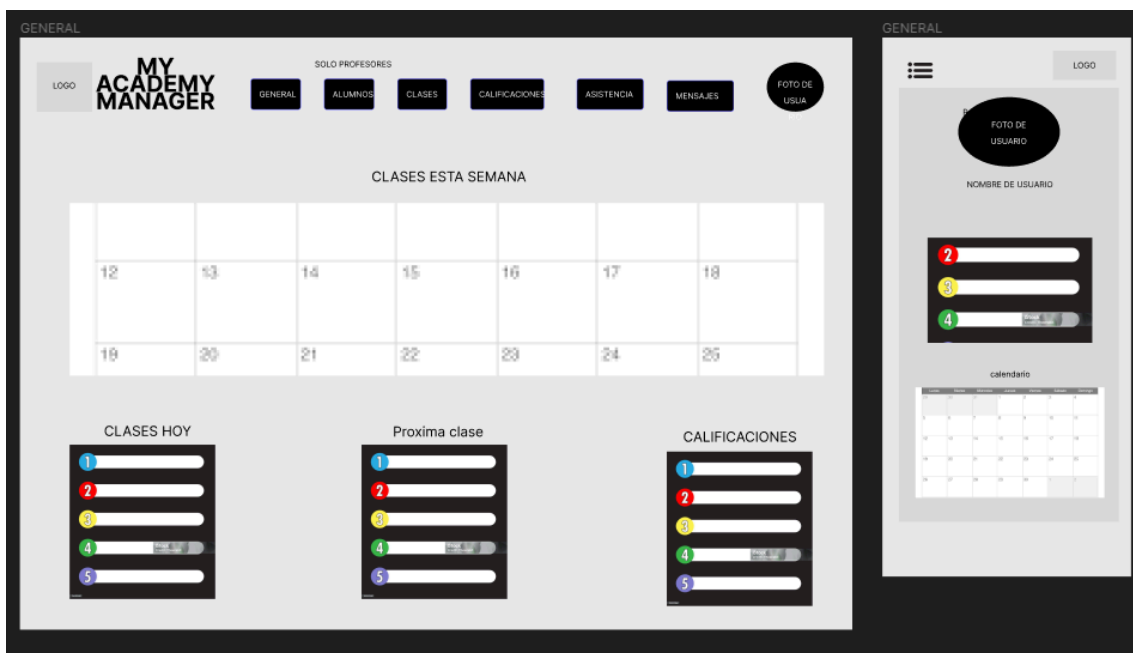 GENERAL
LOGO
MY
ACADEMY
MANAGER
SOLO PROFESORES
GENERAL
ALUMNOS
CLASES
CALIFICACIONES
ASISTENCIA
MENSAJES
FOTO DE
USUA
CLASES ESTA SEMANA
12 13 14 15 16 17 18
19 20 21 22 23 24 25
CLASES HOY
1
2
3
4
5
Proxima clase
1
2
3
4
5
CALIFICACIONES
1
2
3
4
5
GENERAL
LOGO
FOTO DE
USUARIO
NOMBRE DE USUARIO
2
3
4
calendario